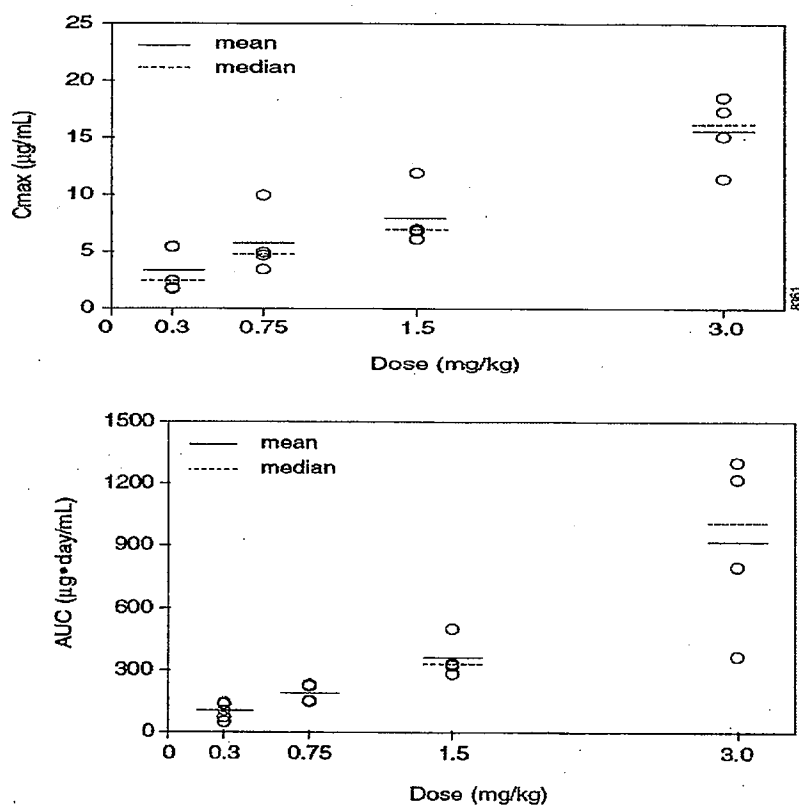 25
20
15
10
5
0
Cmax (µg/mL)
mean
median
0 0.3 0.75 1.5 3.0
Dose (mg/kg)
8361
1500
1200
900
600
300
0
AUC (µg•day/mL)
mean
median
0 0.3 0.75 1.5 3.0
Dose (mg/kg)